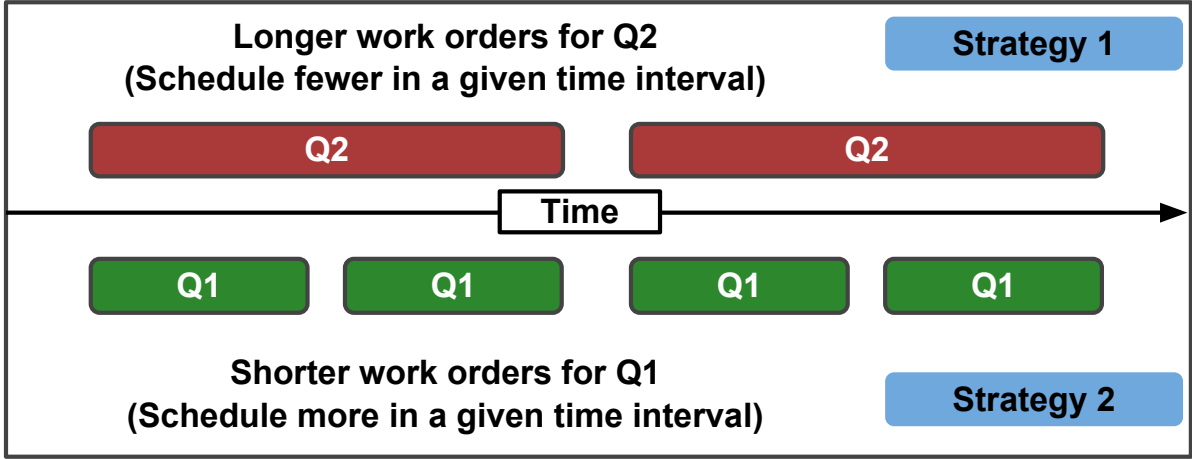 Longer work orders for Q2
(Schedule fewer in a given time interval)
Strategy 1
Q2 Q2
Time
Q1 Q1 Q1 Q1
Shorter work orders for Q1
(Schedule more in a given time interval)
Strategy 2